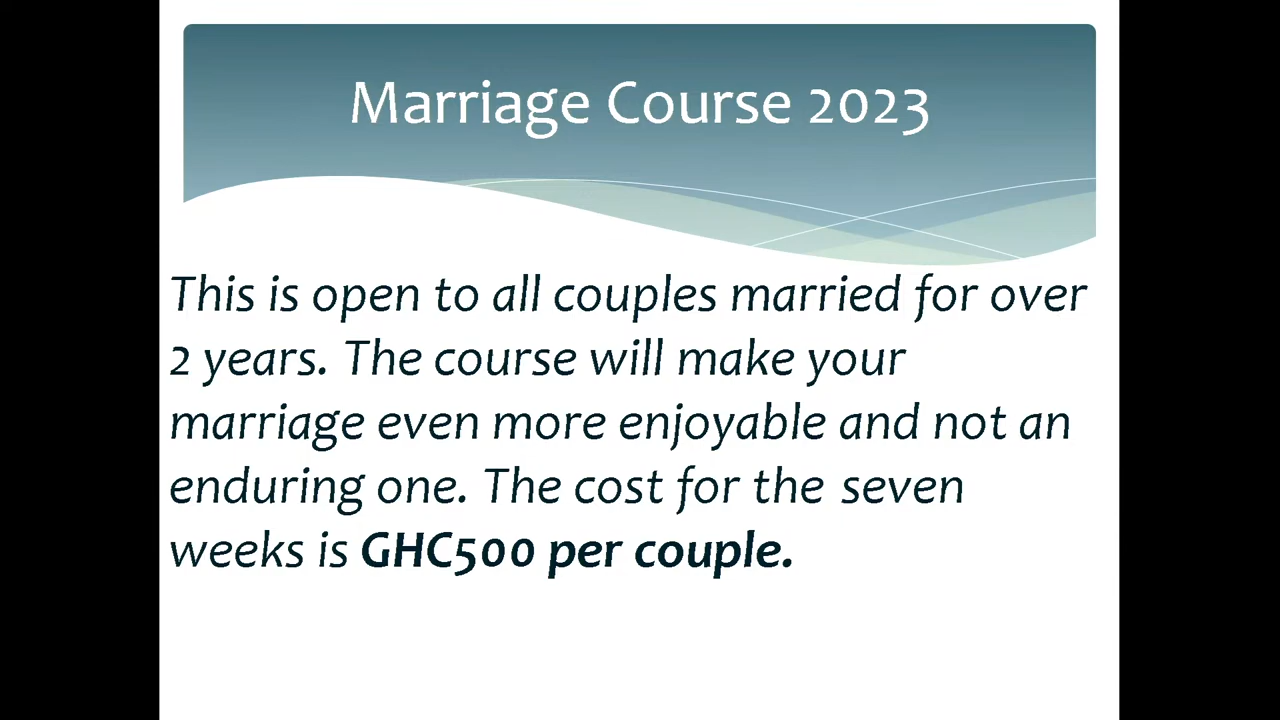 Marriage Course 2023
This is open to all couples married for over
2 years. The course will make your
marriage even more enjoyable and not an
enduring one. The cost for the seven
weeks is GHC500 per couple.